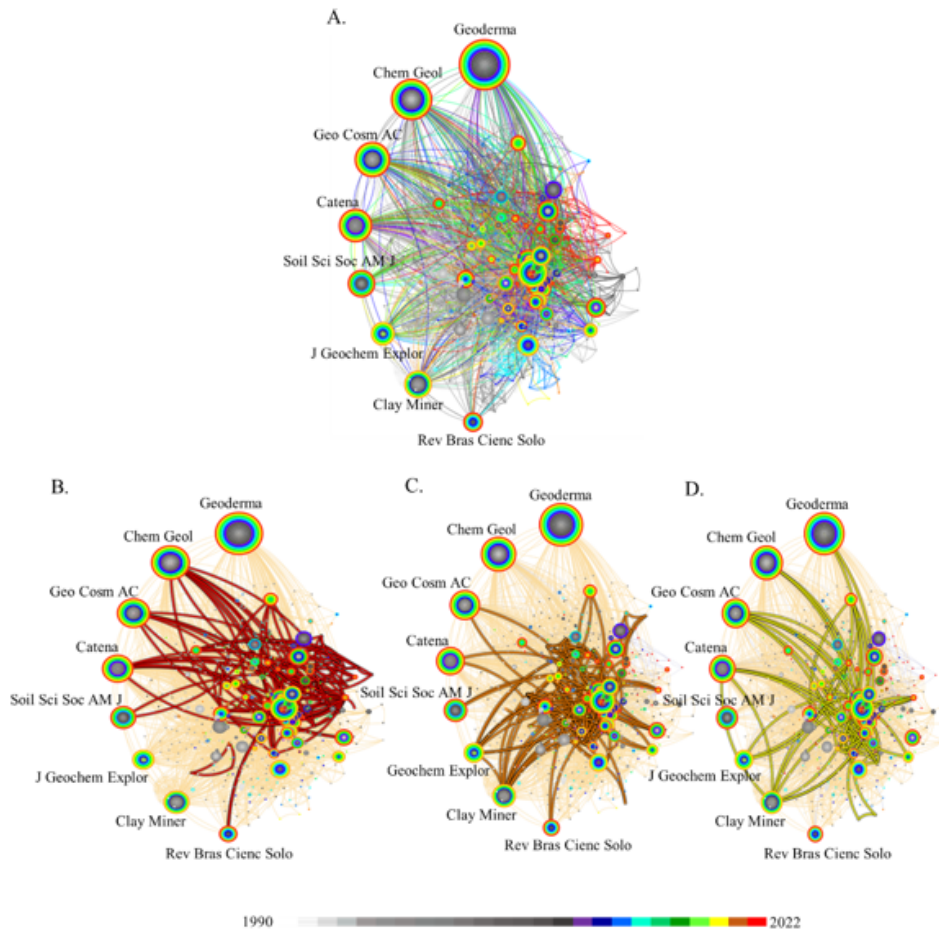 A.
Geoderma
Chem Geol
Geo Cosm AC
Catena
Soil Sci Soc AM J
J Geochem Explor
Clay Miner
Rev Bras Cienc Solo
B.
Geoderma
Chem Geol
Geo Cosm AC
Catena
Soil Sci Soc AM J
J Geochem Explor
Clay Miner
Rev Bras Cienc Solo
C.
Geoderma
Chem Geol
Geo Cosm AC
Catena
Soil Sci Soc AM J
Geochem Explor
Clay Miner
Rev Bras Cienc Solo
D.
Geoderma
Chem Geol
Geo Cosm AC
Catena
Soil Sci Soc AM J
J Geochem Explor
Clay Miner
Rev Bras Cienc Solo
1990 2022